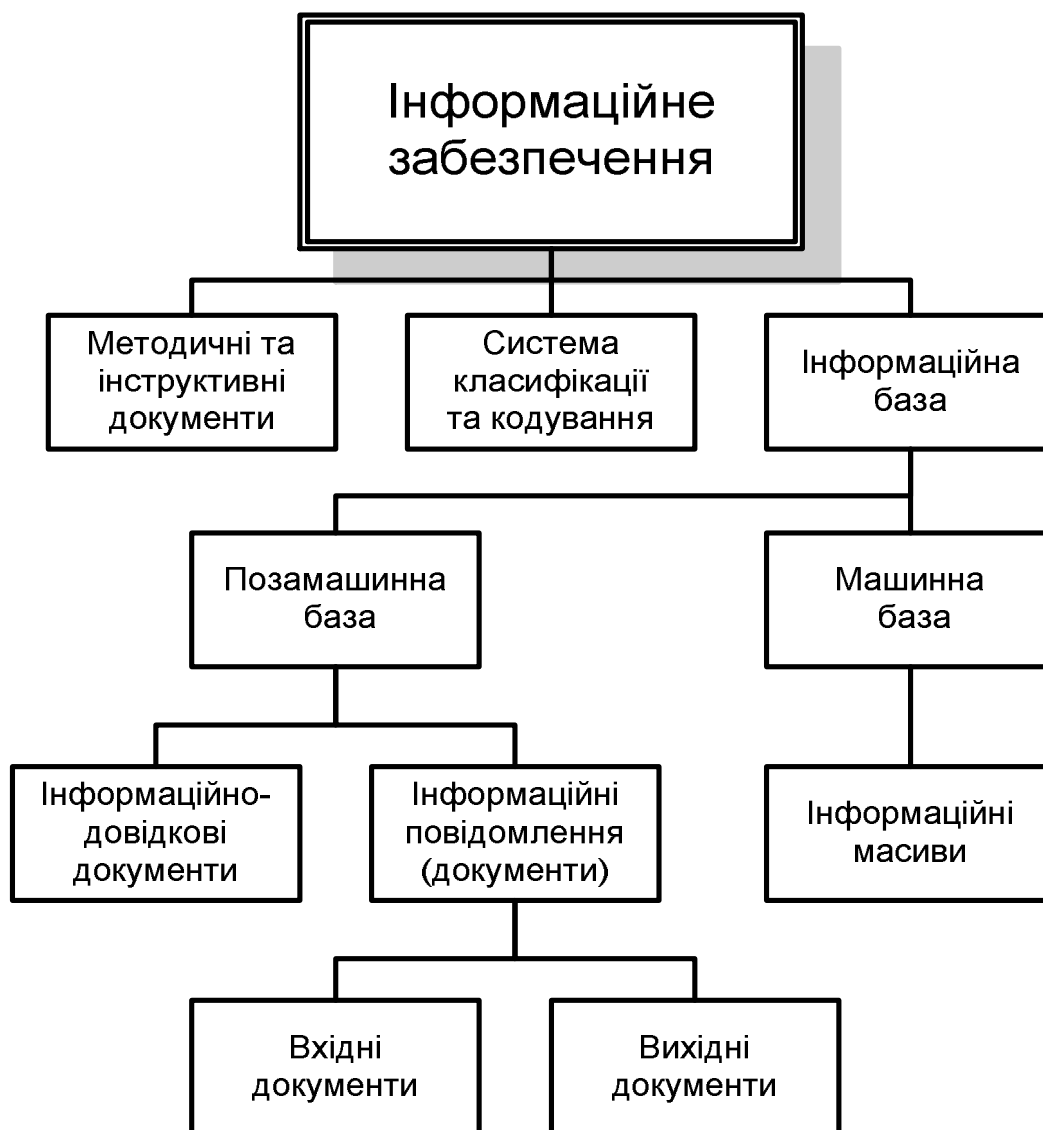 Інформаційне
забезпечення
Методичні та
інструктивні
документи
Система
класифікації
та кодування
Інформаційна
база
Позамашинна
база
Машинна
база
Інформаційно-
довідкові
документи
Інформаційні
повідомлення
(документи)
Інформаційні
масиви
Вхідні
документи
Вихідні
документи